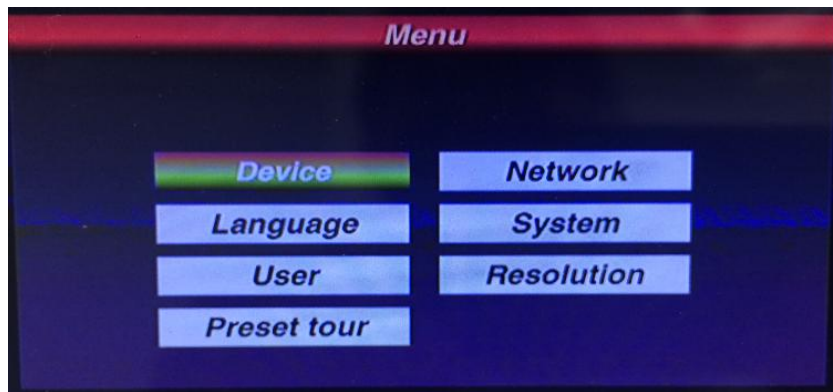 Menu
Device
Network
Language
System
User
Resolution
Preset tour